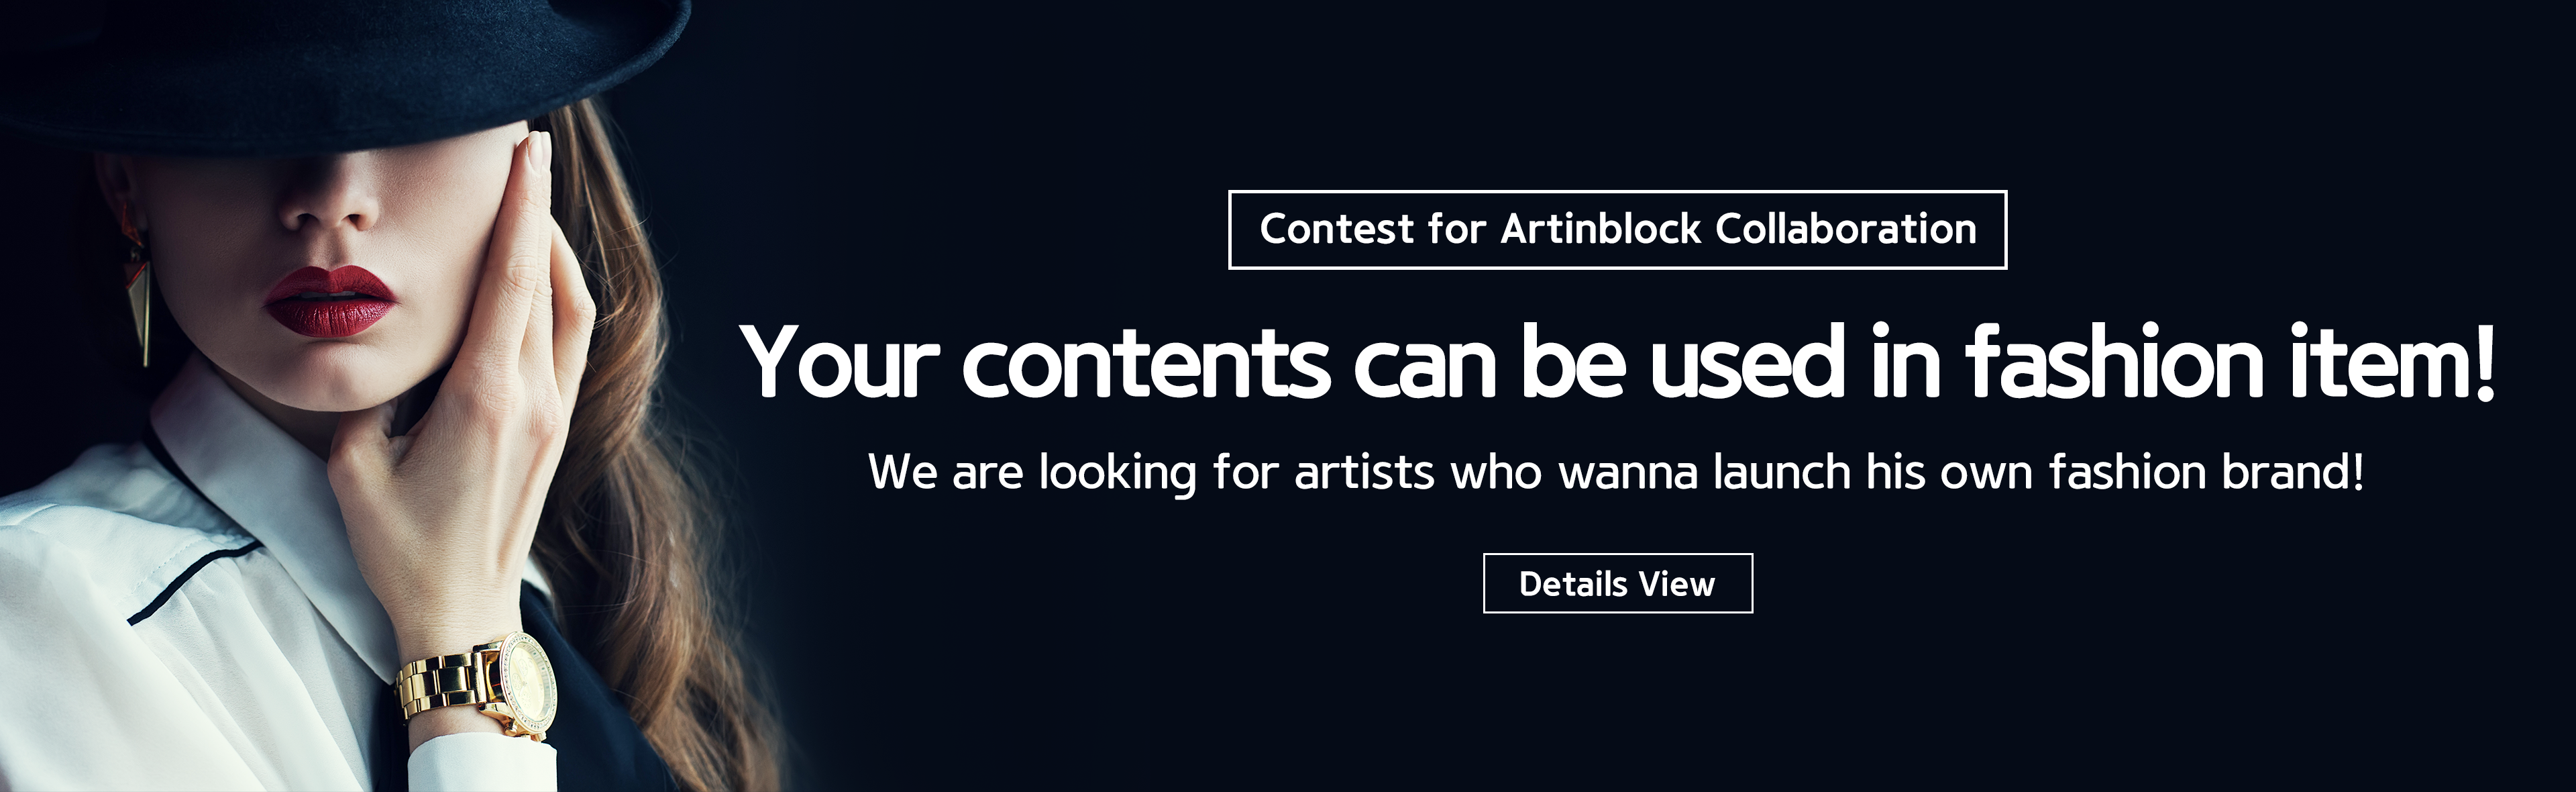 Contest for Artinblock Collaboration
Your contents can be used in fashion item!
We are looking for artists who wanna launch his own fashion brand!
Details View